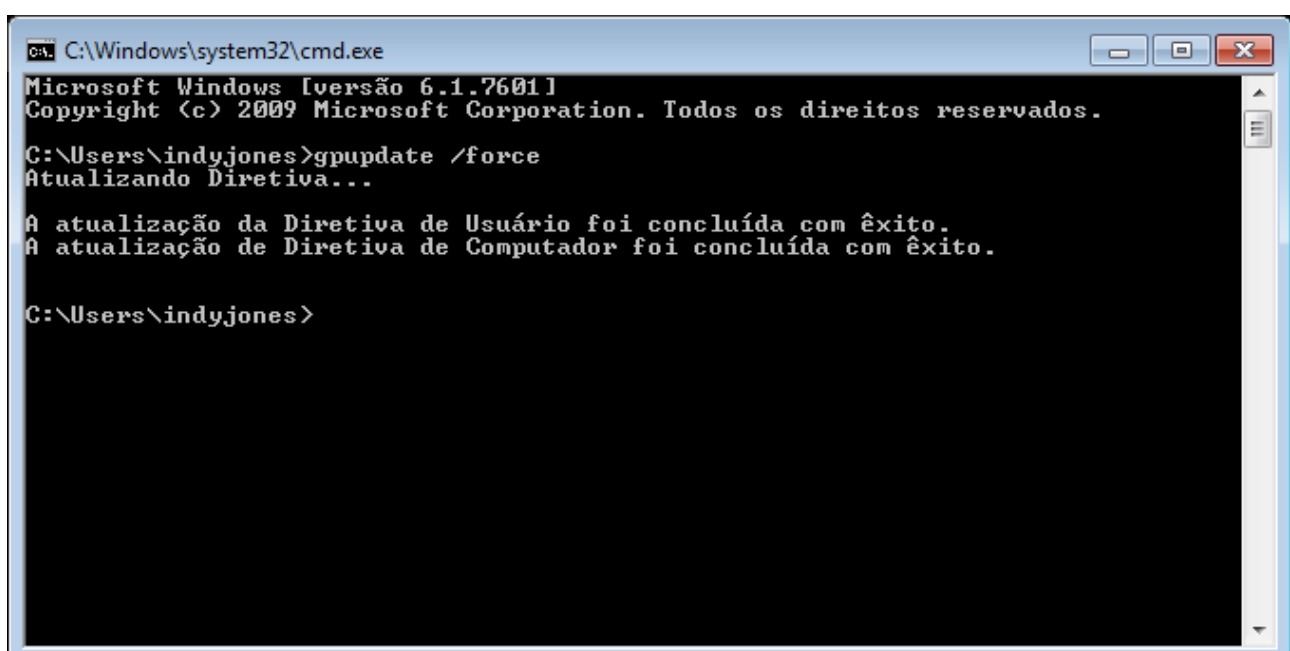 C:\Windows\system32\cmd.exe
Microsoft Windows [versão 6.1.7601]
Copyright (c) 2009 Microsoft Corporation. Todos os direitos reservados.
C:\Users\indyjones>gpupdate /force
Atualizando Diretiva...
A atualização da Diretiva de Usuário foi concluída com êxito.
A atualização de Diretiva de Computador foi concluída com êxito.
C:\Users\indyjones>